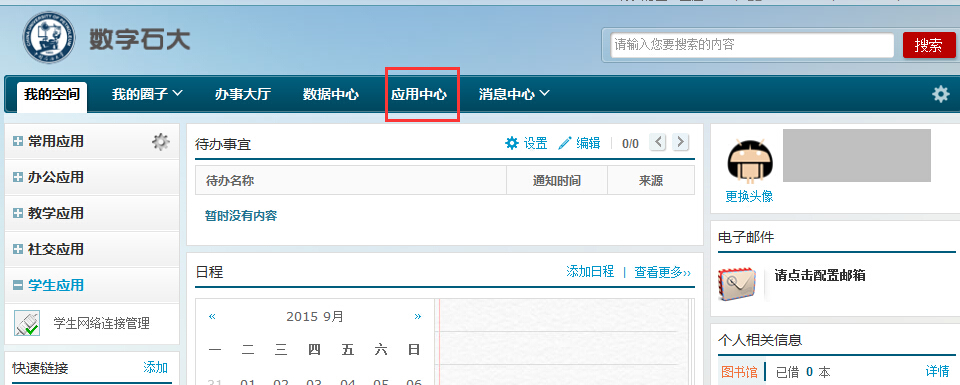 数字石大
请输入您要搜索的内容
搜索
我的空间 我的圈子 办事大厅 数据中心 应用中心 消息中心
常用应用
办公应用
教学应用
社交应用
学生应用
学生网络连接管理
快速链接 添加
待办事宜 设置 编辑 | 0/0
待办名称 通知时间 来源
暂时没有内容
日程 添加日程 | 查看更多››
« 2015 9月 »
一 二 三 四 五 六 日
31 01 02 03 04 05 06
更换头像
电子邮件
请点击配置邮箱
个人相关信息
图书馆 已借 0 本 详情